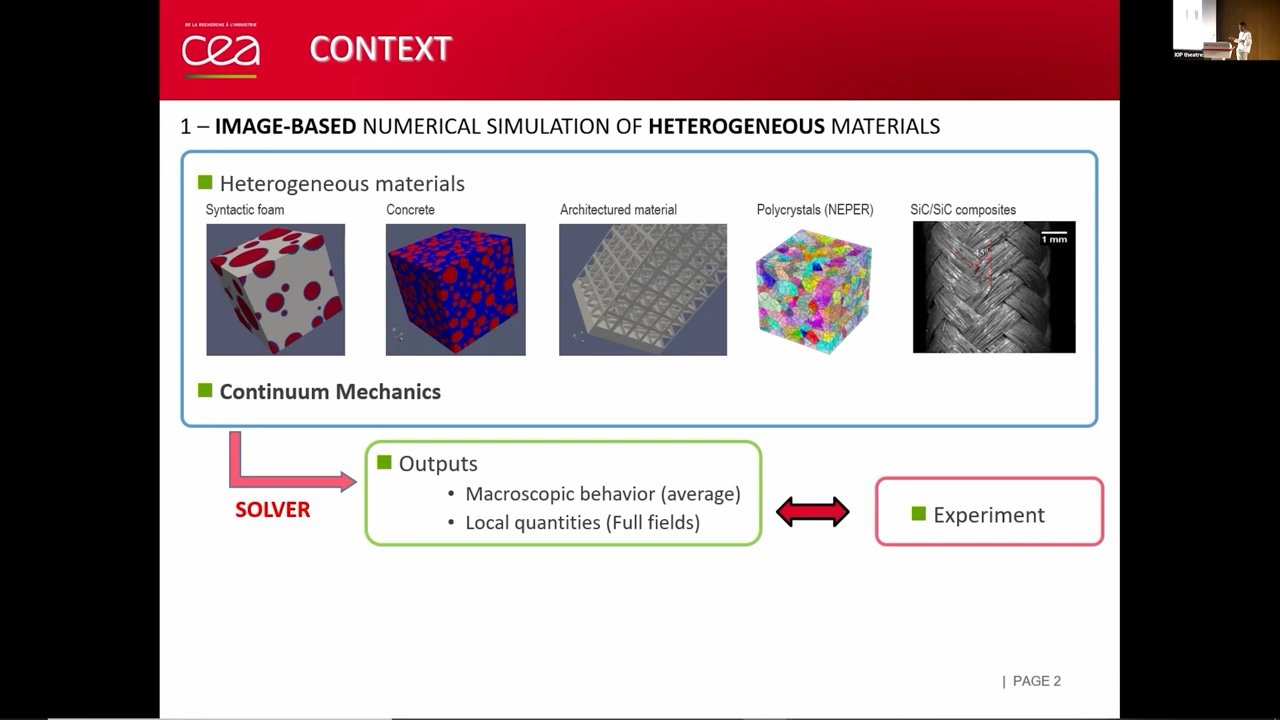 DE LA RECHERCHE À L'INDUSTRIE
cea
CONTEXT
IOP theatre
1 – IMAGE-BASED NUMERICAL SIMULATION OF HETEROGENEOUS MATERIALS
Heterogeneous materials
Syntactic foam
Concrete
Architectured material
Polycrystals (NEPER)
SiC/SiC composites
1 mm
45°
Continuum Mechanics
SOLVER
Outputs
• Macroscopic behavior (average)
• Local quantities (Full fields)
Experiment
| PAGE 2